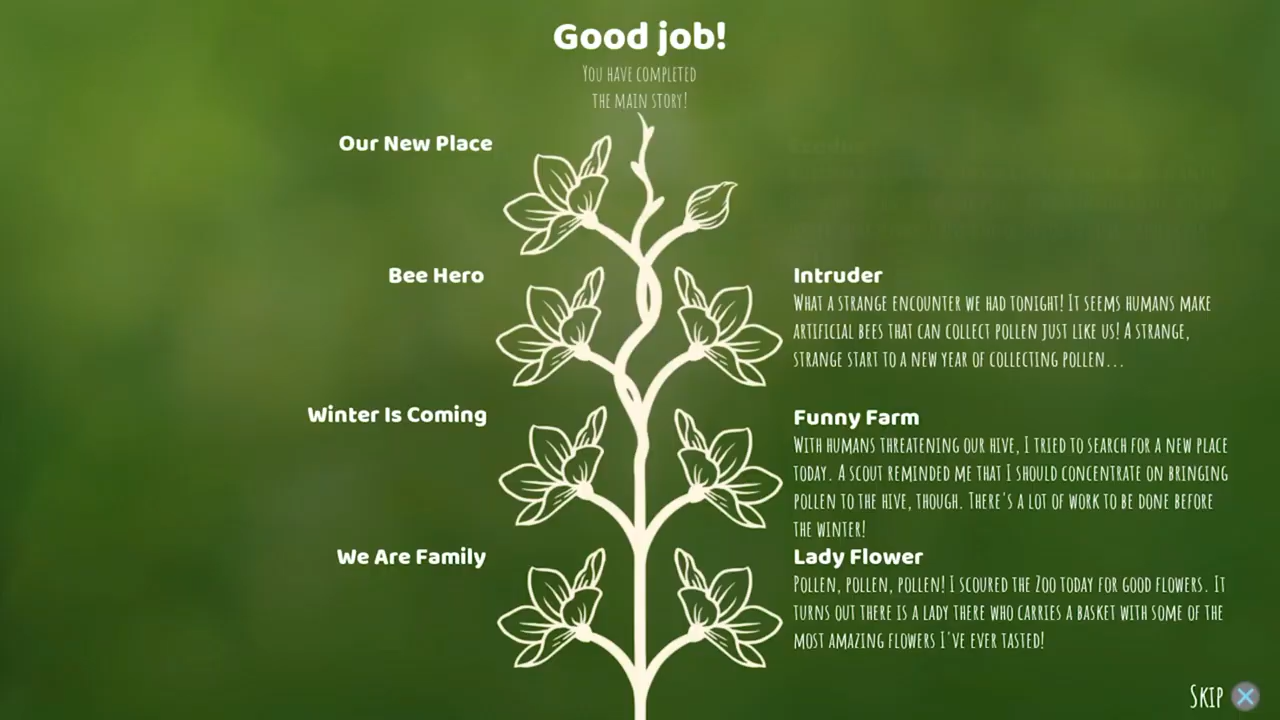 Good job!
You have completed
the main story!
Our New Place
Exodus
Bee Hero
Intruder
What a strange encounter we had tonight! It seems humans make
artificial bees that can collect pollen just like us! A strange,
strange start to a new year of collecting pollen...
Winter Is Coming
Funny Farm
With humans threatening our hive, I tried to search for a new place
today. A scout reminded me that I should concentrate on bringing
pollen to the hive, though. There's a lot of work to be done before
the winter!
We Are Family
Lady Flower
Pollen, pollen, pollen! I scoured the Zoo today for good flowers. It
turns out there is a lady there who carries a basket with some of the
most amazing flowers I've ever tasted!
Skip